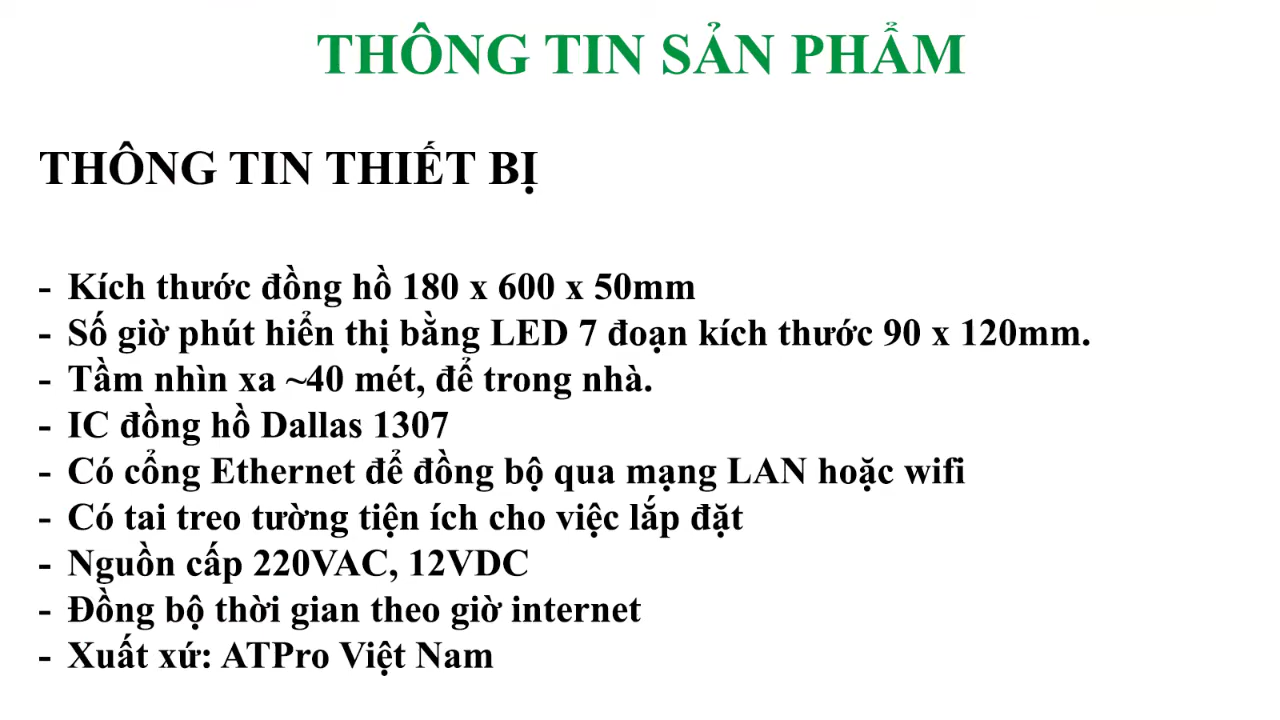 THÔNG TIN SẢN PHẨM
THÔNG TIN THIẾT BỊ
- Kích thước đồng hồ 180 x 600 x 50mm
- Số giờ phút hiển thị bằng LED 7 đoạn kích thước 90 x 120mm.
- Tầm nhìn xa ~40 mét, để trong nhà.
- IC đồng hồ Dallas 1307
- Có cổng Ethernet để đồng bộ qua mạng LAN hoặc wifi
- Có tai treo tường tiện ích cho việc lắp đặt
- Nguồn cấp 220VAC, 12VDC
- Đồng bộ thời gian theo giờ internet
- Xuất xứ: ATPro Việt Nam